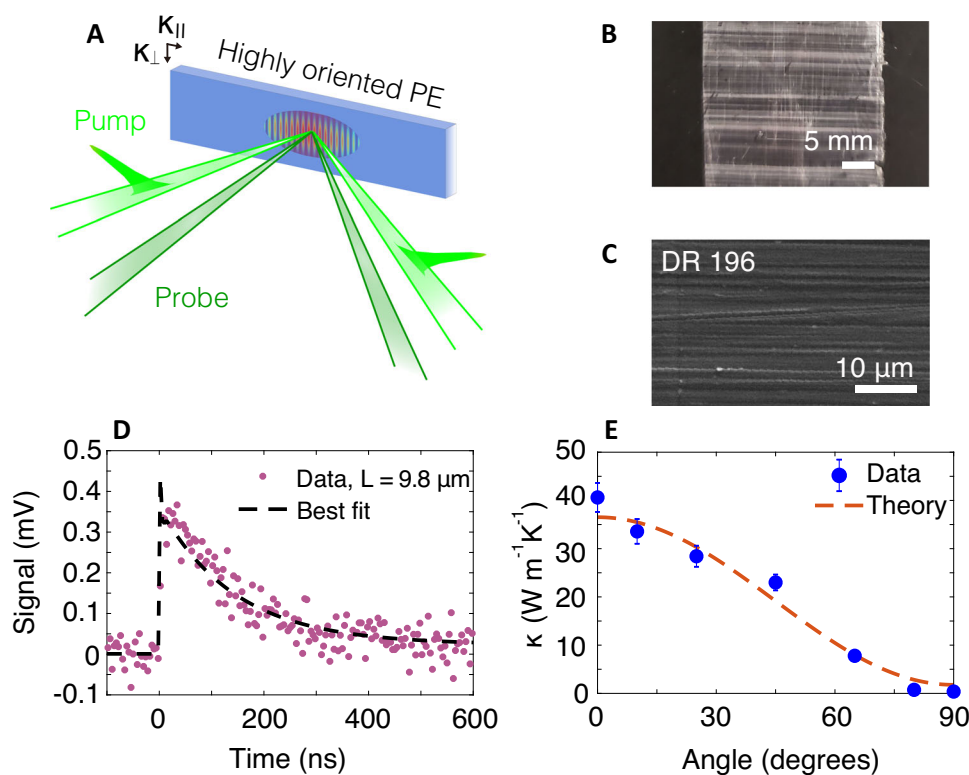 A
K||
K⊥
Highly oriented PE
Pump
Probe
B
5 mm
C
DR 196
10 μm
D
Data, L = 9.8 μm
Best fit
Signal (mV)
0.5
0.4
0.3
0.2
0.1
0
-0.1
0
200
400
600
Time (ns)
E
Data
Theory
κ (W m⁻¹K⁻¹)
50
40
30
20
10
0
0
30
60
90
Angle (degrees)